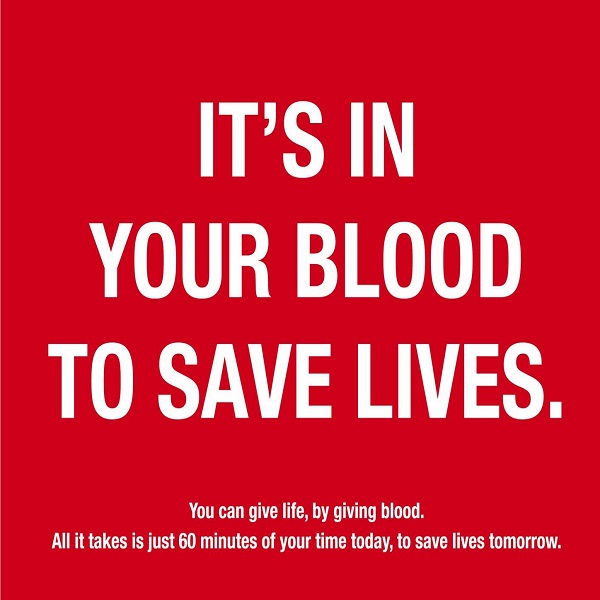 IT’S IN
YOUR BLOOD
TO SAVE LIVES.
You can give life, by giving blood.
All it takes is just 60 minutes of your time today, to save lives tomorrow.